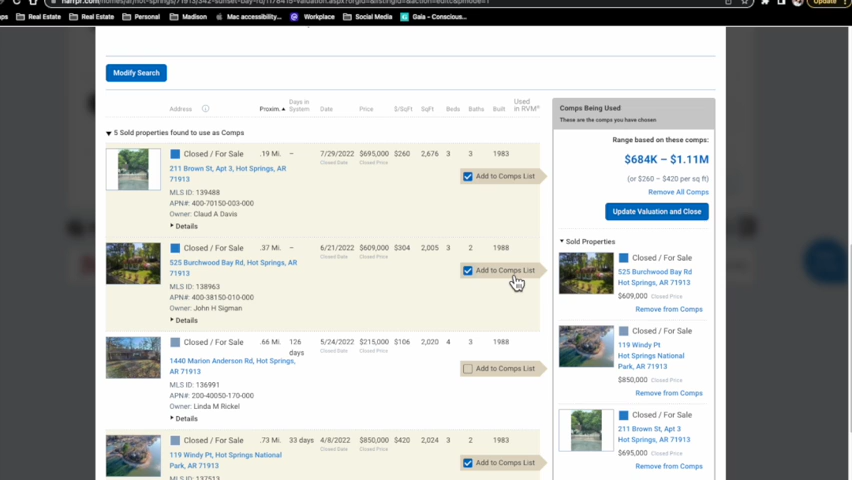 Update
Real Estate
Real Estate
Personal
Madison
Mac accessibility...
Workplace
Social Media
Gaia – Conscious...
Modify Search
Address Proxim. Days in System Date Price $/SqFt SqFt Beds Baths Built Used in RVM®
5 Sold properties found to use as Comps
Closed / For Sale .19 Mi. – 7/29/2022 $695,000 $260 2,676 3 3 1983
Closed Date Closed Price
211 Brown St, Apt 3, Hot Springs, AR
71913
Add to Comps List
MLS ID: 139488
APN#: 400-70150-003-000
Owner: Claud A Davis
Details
Closed / For Sale .37 Mi. – 6/21/2022 $609,000 $304 2,005 3 2 1988
Closed Date Closed Price
525 Burchwood Bay Rd, Hot Springs, AR
71913
Add to Comps List
MLS ID: 138963
APN#: 400-38150-010-000
Owner: John H Sigman
Details
Closed / For Sale .66 Mi. 126 days 5/24/2022 $215,000 $106 2,020 4 3 1988
Closed Date Closed Price
1440 Marion Anderson Rd, Hot Springs,
AR 71913
Add to Comps List
MLS ID: 136991
APN#: 200-40050-170-000
Owner: Linda M Rickel
Details
Closed / For Sale .73 Mi. 33 days 4/8/2022 $850,000 $420 2,024 3 2 1983
Closed Date Closed Price
119 Windy Pt, Hot Springs National
Park, AR 71913
Add to Comps List
MLS ID: 137513
Comps Being Used
These are the comps you have chosen.
Range based on these comps:
$684K – $1.11M
(or $260 – $420 per sq ft)
Remove All Comps
Update Valuation and Close
Sold Properties
Closed / For Sale
525 Burchwood Bay Rd
Hot Springs, AR 71913
$609,000 Closed Price
Remove from Comps
Closed / For Sale
119 Windy Pt
Hot Springs National
Park, AR 71913
$850,000 Closed Price
Remove from Comps
Closed / For Sale
211 Brown St, Apt 3
Hot Springs, AR 71913
$695,000 Closed Price
Remove from Comps